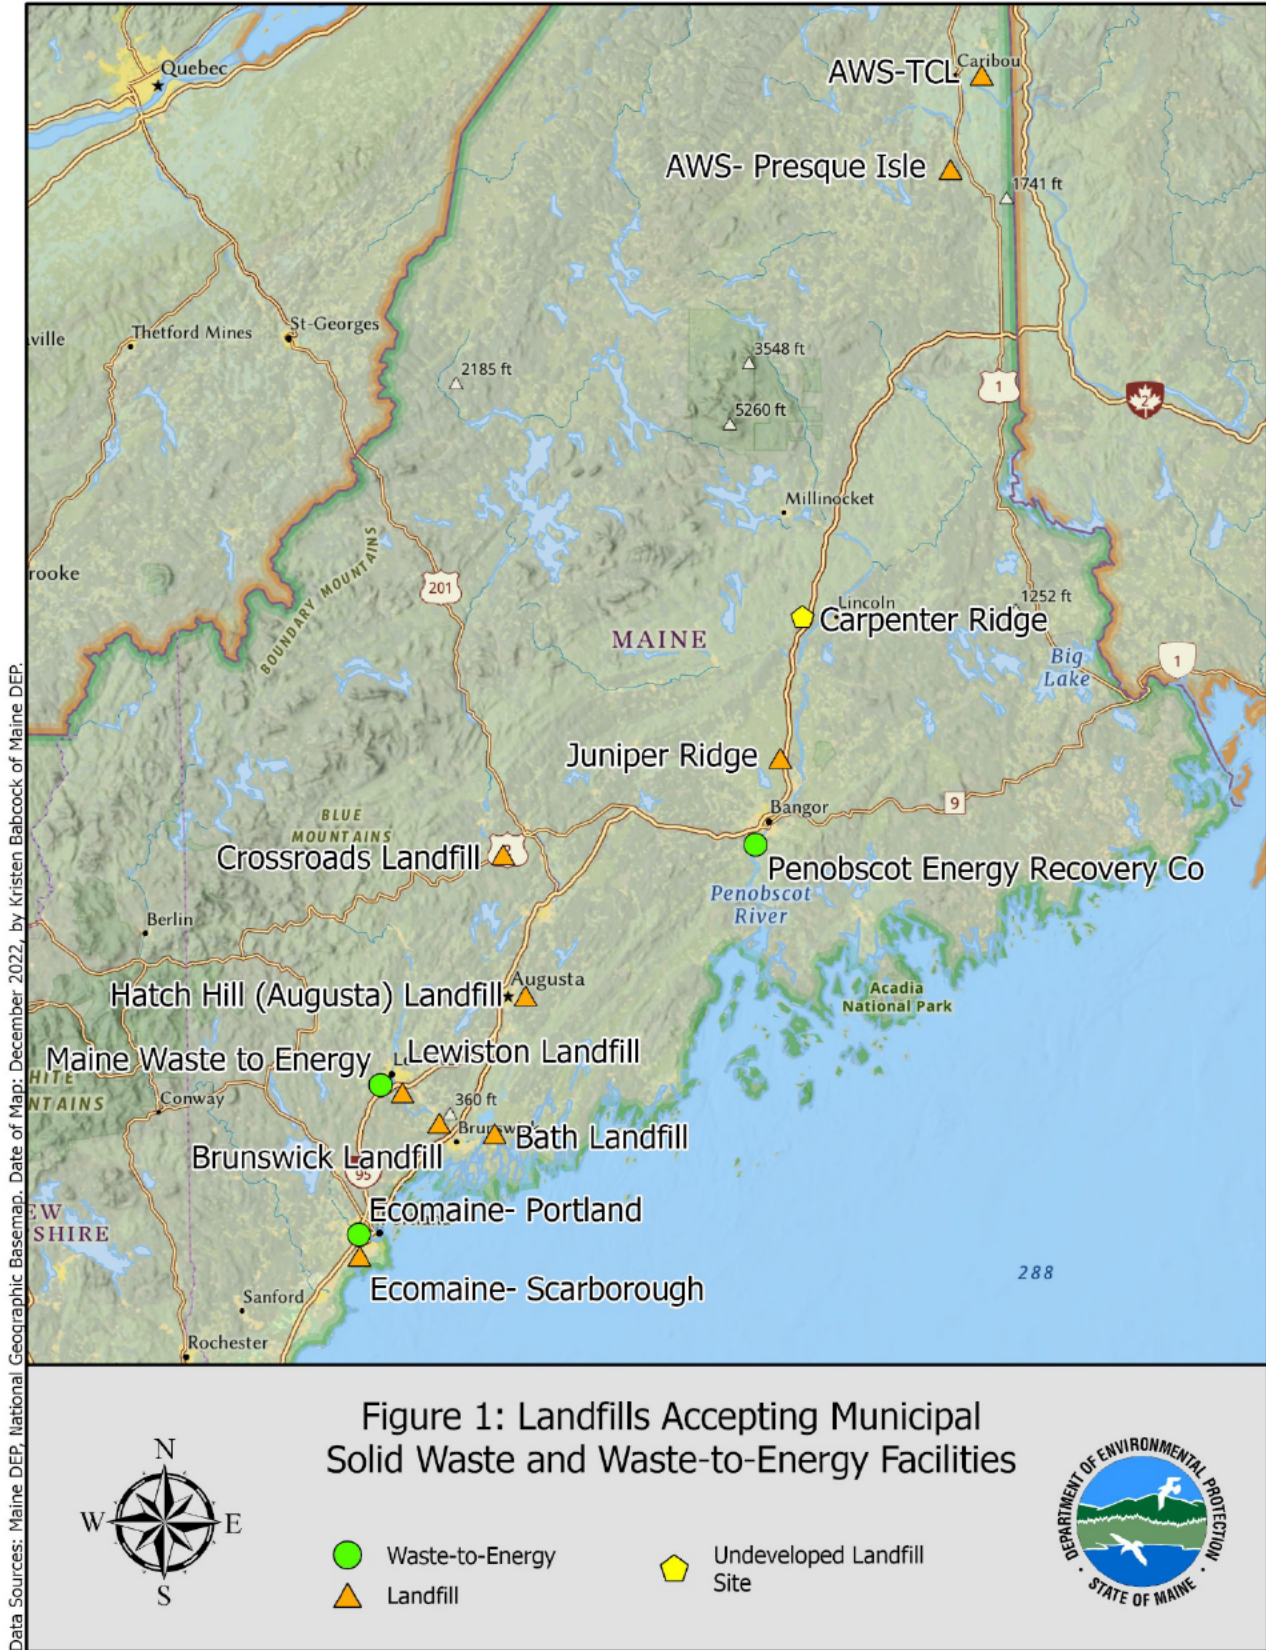 Quebec
Caribou
AWS-TCL
AWS- Presque Isle
1741 ft
ville
Thetford Mines
St-Georges
2185 ft
3548 ft
5260 ft
1
2
Millinocket
rooke
BOUNDARY MOUNTAINS
201
Lincoln
Carpenter Ridge
1252 ft
MAINE
Big
Lake
1
Juniper Ridge
Bangor
9
BLUE
MOUNTAINS
Crossroads Landfill
Penobscot Energy Recovery Co
Penobscot
River
Berlin
Augusta
Hatch Hill (Augusta) Landfill
Acadia
National Park
Maine Waste to Energy
Lewiston Landfill
HITE
NTAINS
Conway
360 ft
Bath Landfill
Brunswick Landfill
95
Ecomaine- Portland
EW
SHIRE
Ecomaine- Scarborough
288
Sanford
Rochester
Data Sources: Maine DEP, National Geographic Basemap. Date of Map: December 2022, by Kristen Babcock of Maine DEP.
Figure 1: Landfills Accepting Municipal
Solid Waste and Waste-to-Energy Facilities
N
W
E
S
Waste-to-Energy
Landfill
Undeveloped Landfill
Site
DEPARTMENT OF ENVIRONMENTAL PROTECTION
STATE OF MAINE